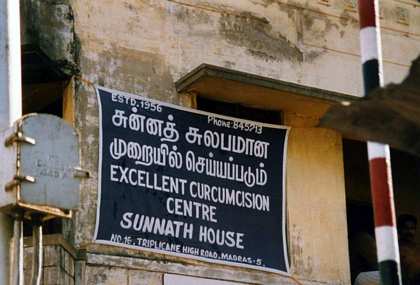 ESTD. 1956
Phone: 845713
சுன்னத் சுலபமான
முறையில் செய்யப்படும்
EXCELLENT CURCUMCISION
CENTRE
SUNNATH HOUSE
NO. 16, TRIPLICANE HIGH ROAD, MADRAS-5.